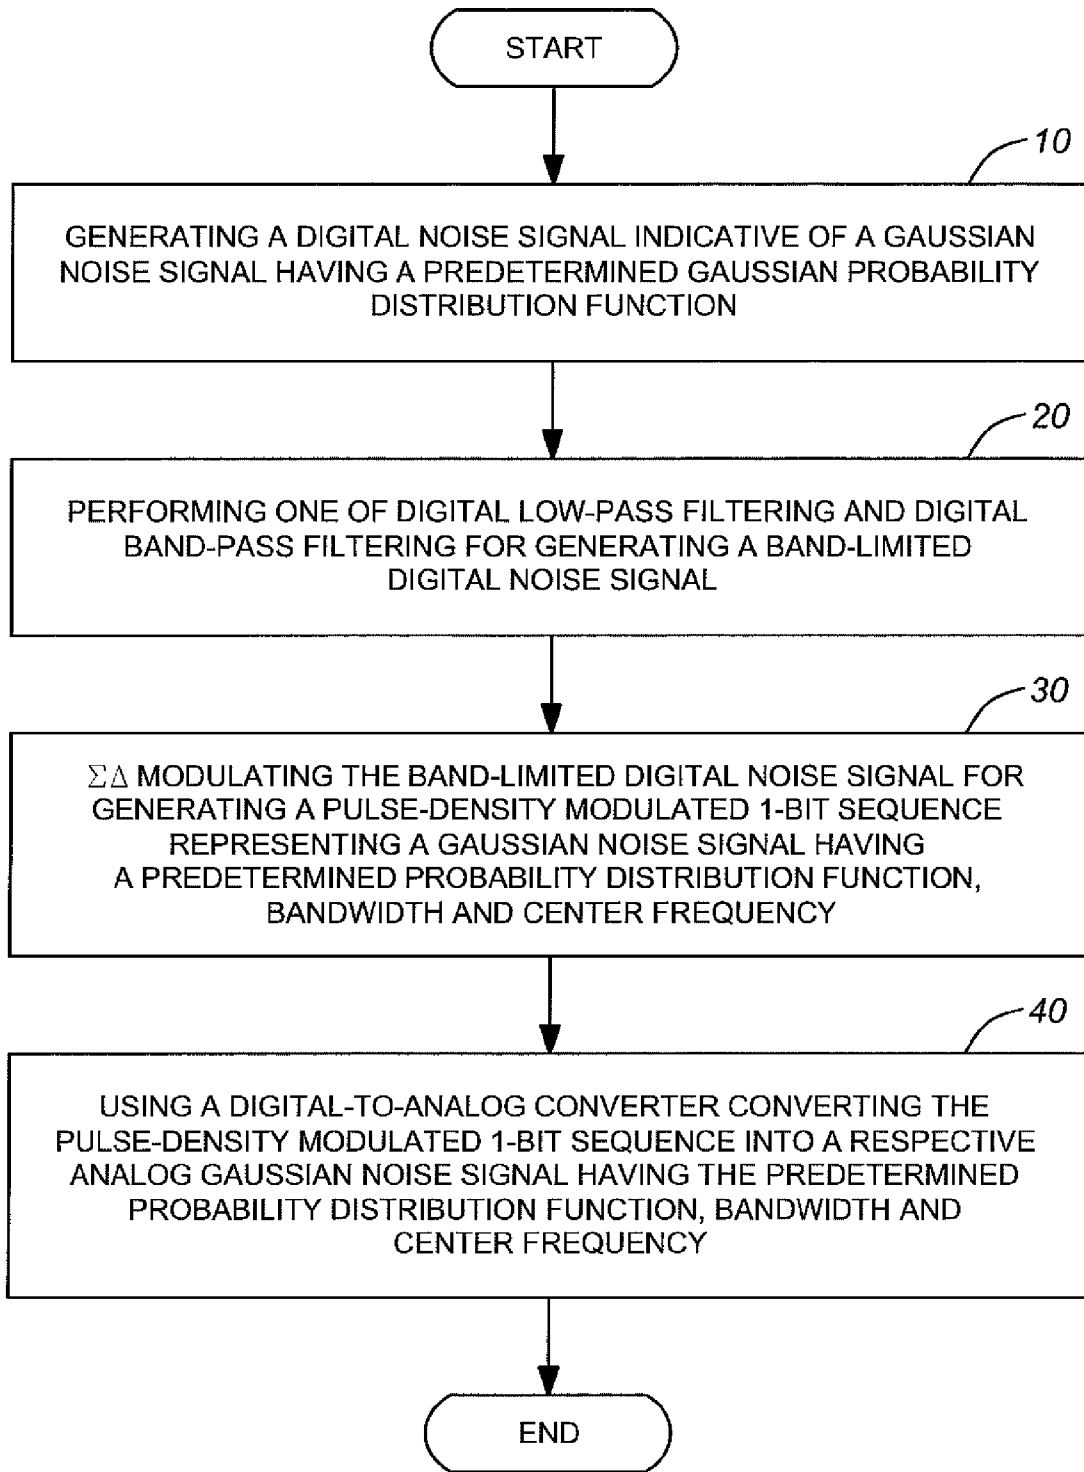 START
10
GENERATING A DIGITAL NOISE SIGNAL INDICATIVE OF A GAUSSIAN
NOISE SIGNAL HAVING A PREDETERMINED GAUSSIAN PROBABILITY
DISTRIBUTION FUNCTION
20
PERFORMING ONE OF DIGITAL LOW-PASS FILTERING AND DIGITAL
BAND-PASS FILTERING FOR GENERATING A BAND-LIMITED
DIGITAL NOISE SIGNAL
30
ΣΔ MODULATING THE BAND-LIMITED DIGITAL NOISE SIGNAL FOR
GENERATING A PULSE-DENSITY MODULATED 1-BIT SEQUENCE
REPRESENTING A GAUSSIAN NOISE SIGNAL HAVING
A PREDETERMINED PROBABILITY DISTRIBUTION FUNCTION,
BANDWIDTH AND CENTER FREQUENCY
40
USING A DIGITAL-TO-ANALOG CONVERTER CONVERTING THE
PULSE-DENSITY MODULATED 1-BIT SEQUENCE INTO A RESPECTIVE
ANALOG GAUSSIAN NOISE SIGNAL HAVING THE PREDETERMINED
PROBABILITY DISTRIBUTION FUNCTION, BANDWIDTH AND
CENTER FREQUENCY
END